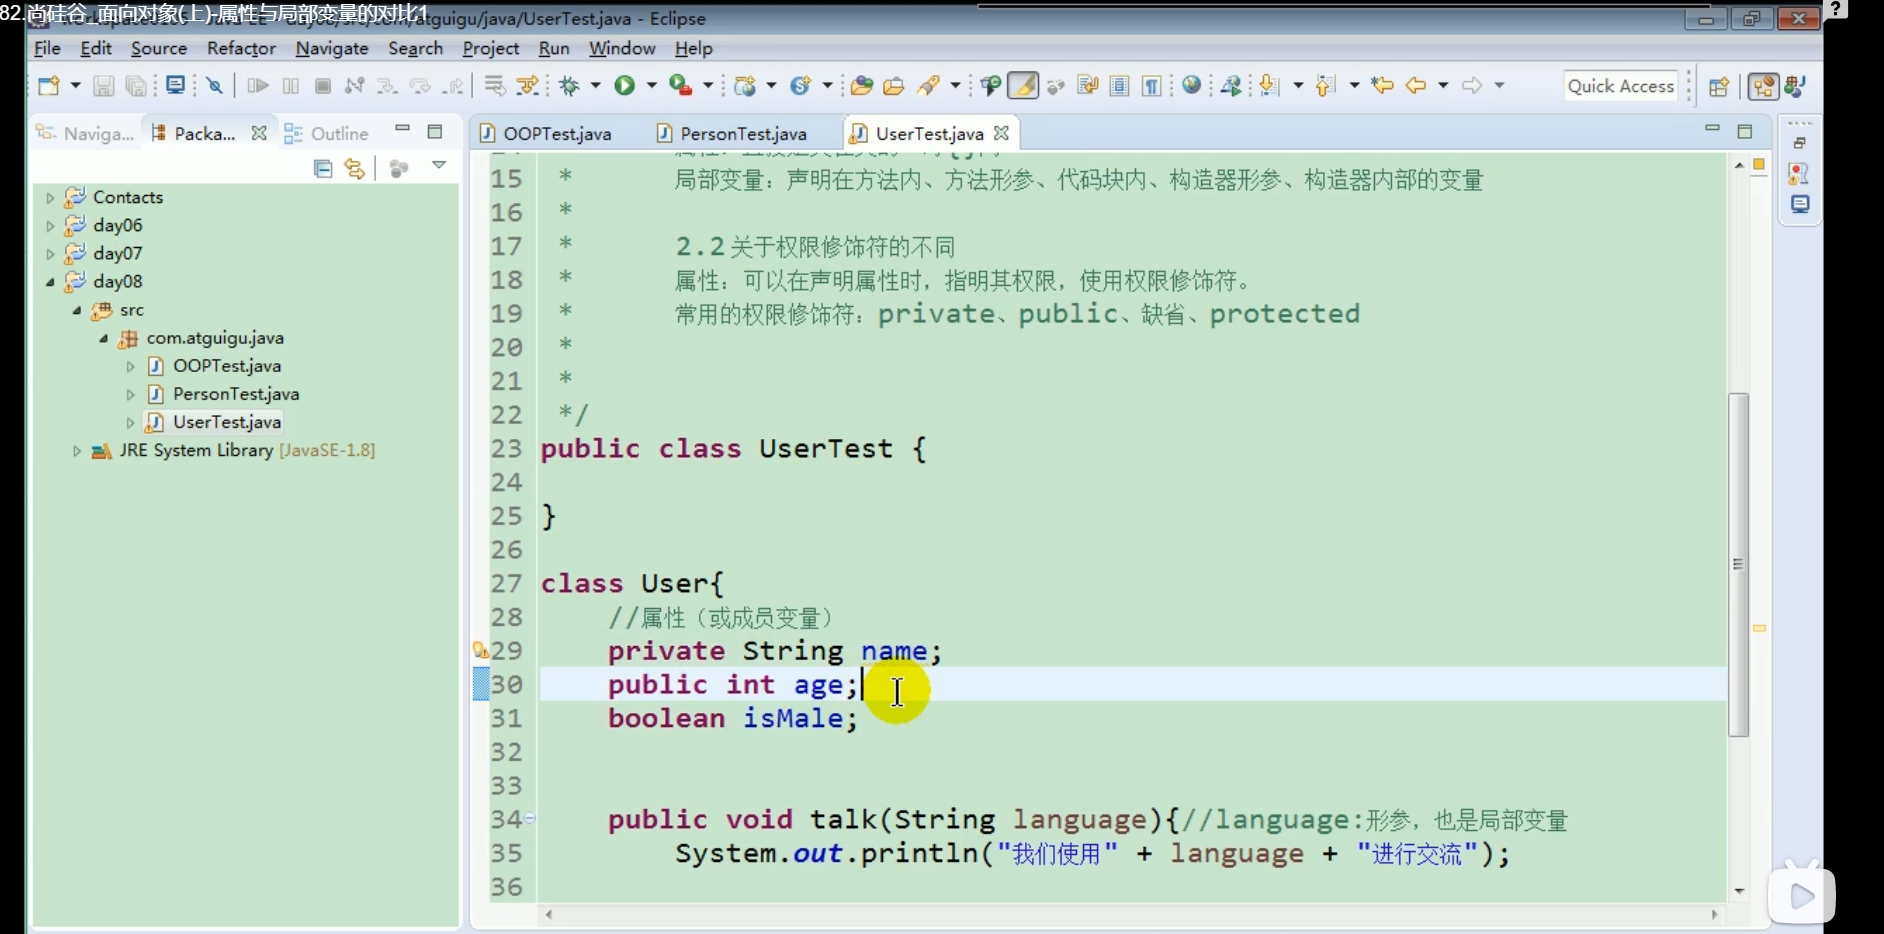 82.尚硅谷_面向对象(上)-属性与局部变量的对比1
guigu/java/UserTest.java - Eclipse
File Edit Source Refactor Navigate Search Project Run Window Help
Quick Access
Naviga... Packa... Outline
OOPTest.java PersonTest.java UserTest.java
Contacts
day06
day07
day08
src
com.atguigu.java
OOPTest.java
PersonTest.java
UserTest.java
JRE System Library [JavaSE-1.8]
15 * 局部变量：声明在方法内、方法形参、代码块内、构造器形参、构造器内部的变量
16 *
17 * 2.2 关于权限修饰符的不同
18 * 属性：可以在声明属性时，指明其权限，使用权限修饰符。
19 * 常用的权限修饰符：private、public、缺省、protected
20 *
21 *
22 */
23 public class UserTest {
24
25 }
26
27 class User{
28 //属性（或成员变量）
29 private String name;
30 public int age;
31 boolean isMale;
32
33
34 public void talk(String language){//language:形参，也是局部变量
35 System.out.println("我们使用" + language + "进行交流");
36